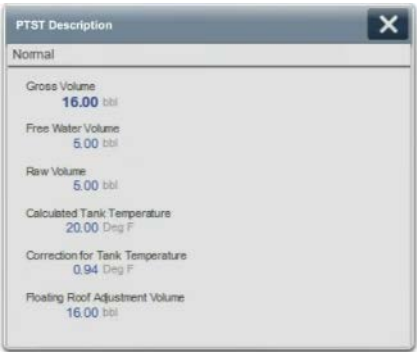 PTST Description
Normal
Gross Volume
16.00 bbl
Free Water Volume
5.00 bbl
Raw Volume
5.00 bbl
Calculated Tank Temperature
20.00 Deg F
Correction for Tank Temperature
0.94 Deg F
Floating Roof Adjustment Volume
16.00 bbl